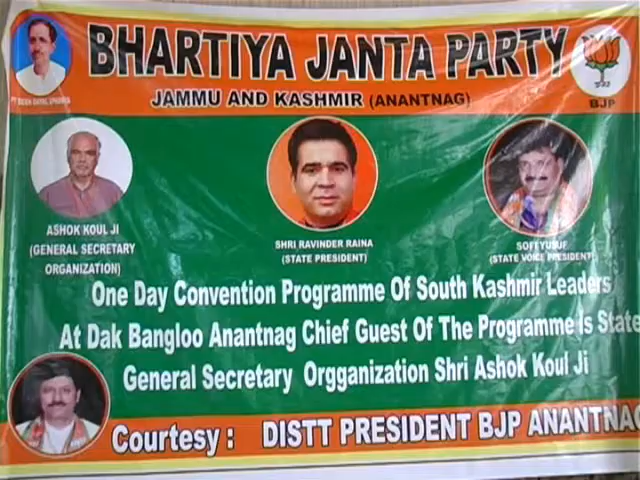 BHARTIYA JANTA PARTY
JAMMU AND KASHMIR (ANANTNAG)
BJP
ASHOK KOUL JI
(GENERAL SECRETARY
ORGANIZATION)
SHRI RAVINDER RAINA
(STATE PRESIDENT)
SOFI YUSUF
(STATE VOICE PRESIDENT)
One Day Convention Programme Of South Kashmir Leaders
At Dak Bangloo Anantnag Chief Guest Of The Programme Is State
General Secretary Orgganization Shri Ashok Koul Ji
Courtesy : DISTT PRESIDENT BJP ANANTNAG